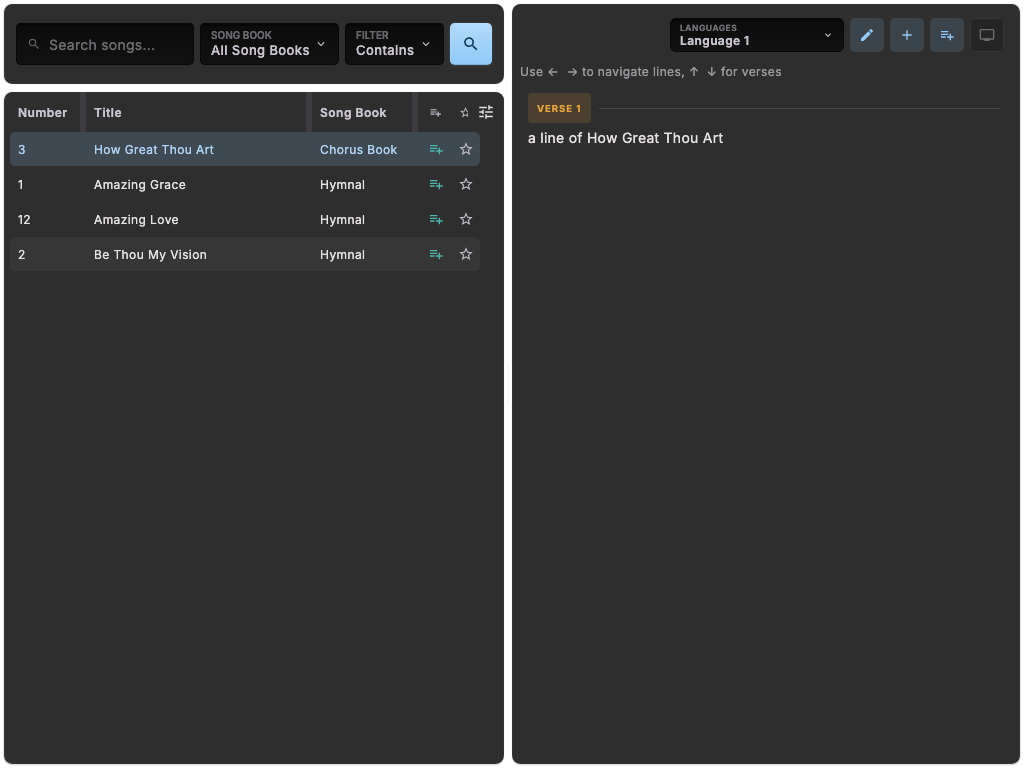 Search songs...
SONG BOOK
All Song Books
FILTER
Contains
Number Title Song Book
3 How Great Thou Art Chorus Book
1 Amazing Grace Hymnal
12 Amazing Love Hymnal
2 Be Thou My Vision Hymnal
LANGUAGES
Language 1
Use ← → to navigate lines, ↑ ↓ for verses
VERSE 1
a line of How Great Thou Art